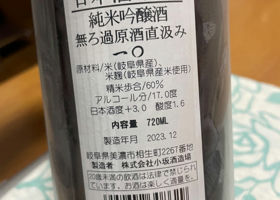 純米吟醸酒
無ろ過原酒直汲み
一〇
原材料/米(岐阜県産)、
米麹(岐阜県産米使用)
精米歩合/60%
アルコール分/17.0度
日本酒度+3.0 酸度1.6
内容量 720ML
製造年月 2023.12
岐阜県美濃市相生町2267番地
製造者 株式会社小坂酒造場
20歳未満の飲酒は法律で禁じられ
ています。お酒は楽しく適量を。